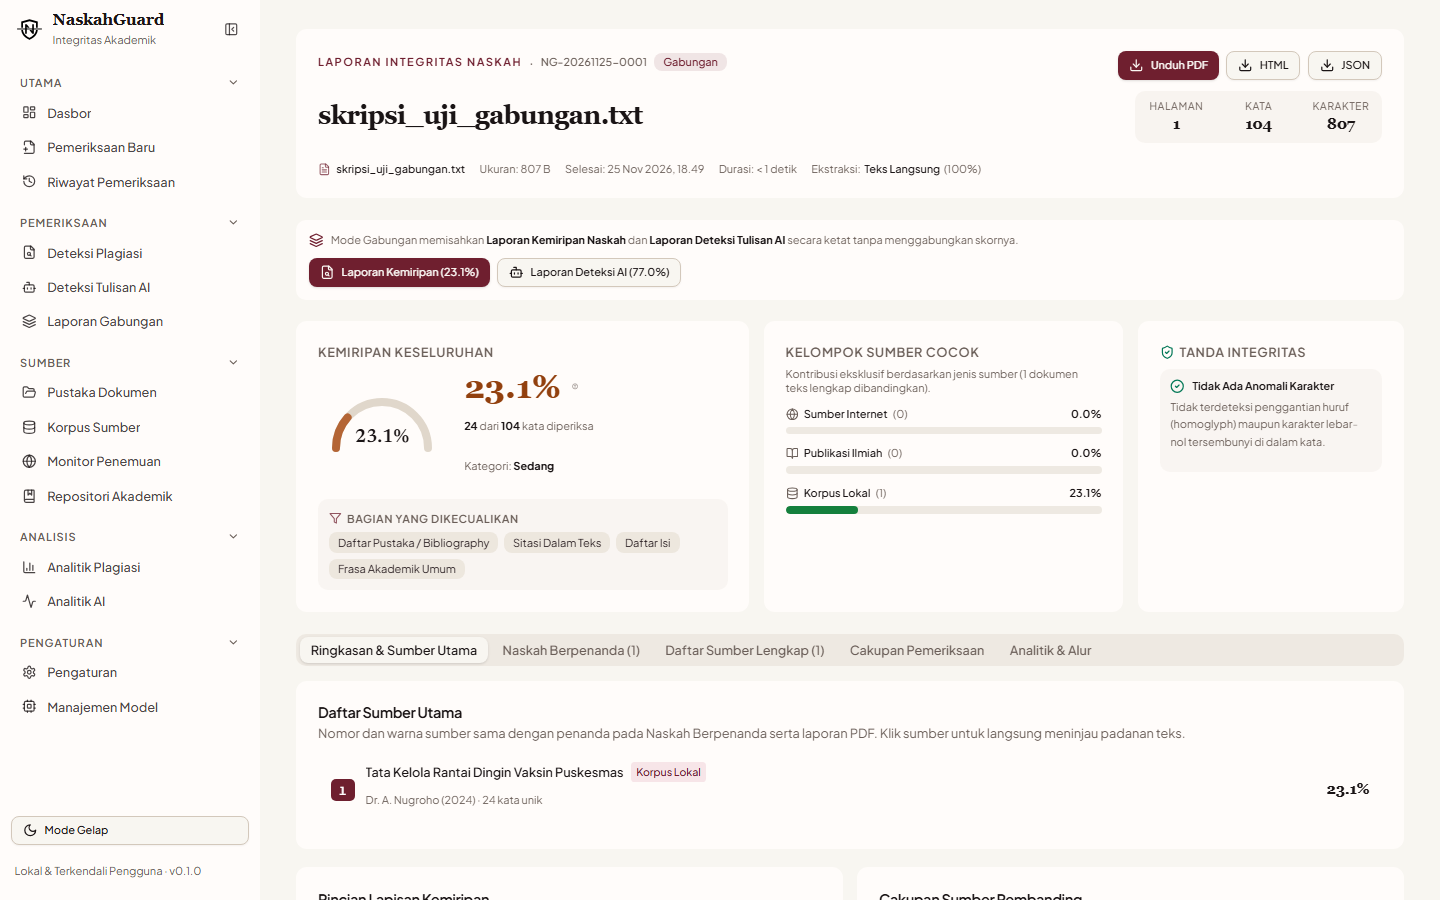 NaskahGuard
Integritas Akademik
UTAMA
Dasbor
Pemeriksaan Baru
Riwayat Pemeriksaan
PEMERIKSAAN
Deteksi Plagiasi
Deteksi Tulisan AI
Laporan Gabungan
SUMBER
Pustaka Dokumen
Korpus Sumber
Monitor Penemuan
Repositori Akademik
ANALISIS
Analitik Plagiasi
Analitik AI
PENGATURAN
Pengaturan
Manajemen Model
Mode Gelap
Lokal & Terkendali Pengguna · v0.1.0
LAPORAN INTEGRITAS NASKAH · NG-20261125-0001 Gabungan
Unduh PDF HTML JSON
skripsi_uji_gabungan.txt
HALAMAN KATA KARAKTER
1 104 807
skripsi_uji_gabungan.txt Ukuran: 807 B Selesai: 25 Nov 2026, 18.49 Durasi: < 1 detik Ekstraksi: Teks Langsung (100%)
Mode Gabungan memisahkan Laporan Kemiripan Naskah dan Laporan Deteksi Tulisan AI secara ketat tanpa menggabungkan skornya.
Laporan Kemiripan (23.1%) Laporan Deteksi AI (77.0%)
KEMIRIPAN KESELURUHAN
23.1%
23.1%
24 dari 104 kata diperiksa
Kategori: Sedang
BAGIAN YANG DIKECUALIKAN
Daftar Pustaka / Bibliography Sitasi Dalam Teks Daftar Isi
Frasa Akademik Umum
KELOMPOK SUMBER COCOK
Kontribusi eksklusif berdasarkan jenis sumber (1 dokumen
teks lengkap dibandingkan).
Sumber Internet (0) 0.0%
Publikasi Ilmiah (0) 0.0%
Korpus Lokal (1) 23.1%
TANDA INTEGRITAS
Tidak Ada Anomali Karakter
Tidak terdeteksi penggantian huruf
(homoglyph) maupun karakter lebar-
nol tersembunyi di dalam kata.
Ringkasan & Sumber Utama Naskah Berpenanda (1) Daftar Sumber Lengkap (1) Cakupan Pemeriksaan Analitik & Alur
Daftar Sumber Utama
Nomor dan warna sumber sama dengan penanda pada Naskah Berpenanda serta laporan PDF. Klik sumber untuk langsung meninjau padanan teks.
1
Tata Kelola Rantai Dingin Vaksin Puskesmas Korpus Lokal
Dr. A. Nugroho (2024) · 24 kata unik
23.1%
Rincian Lapisan Kemiripan
Cakupan Sumber Pembanding